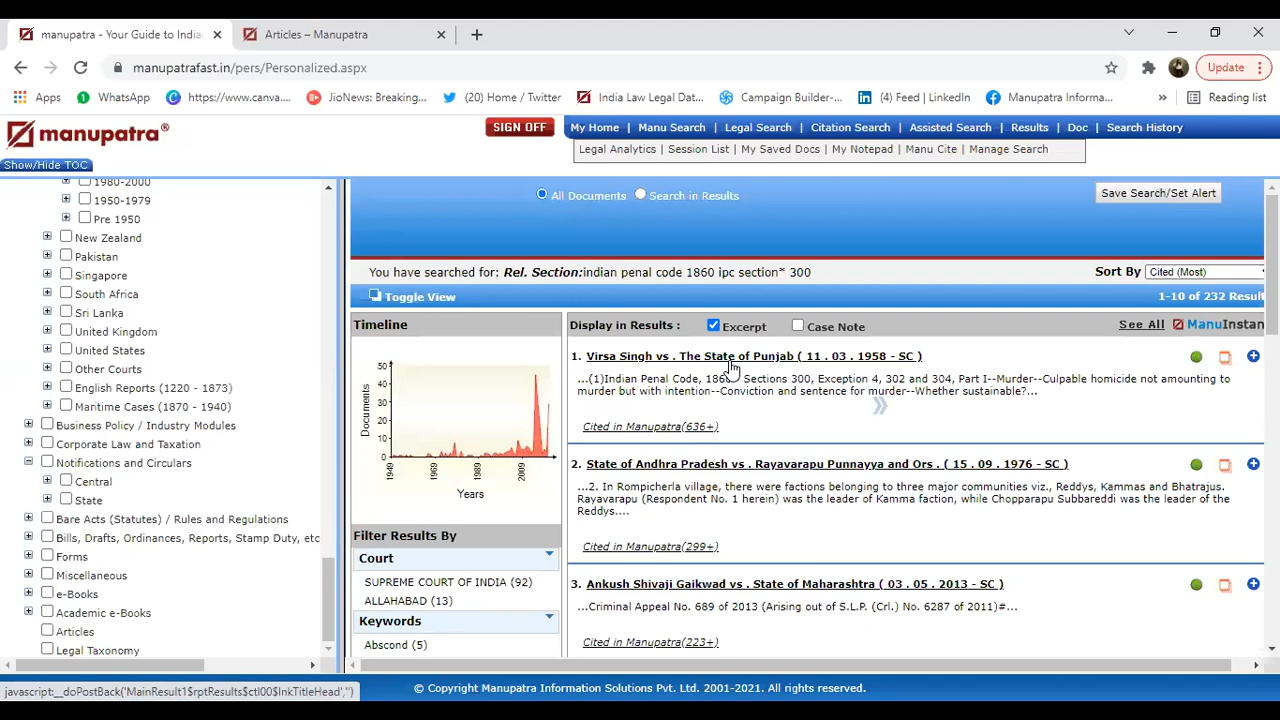 manupatra - Your Guide to India
Articles – Manupatra
manupatrafast.in/pers/Personalized.aspx
Update
Apps
WhatsApp
https://www.canva....
JioNews: Breaking...
(20) Home / Twitter
India Law Legal Dat...
Campaign Builder-...
(4) Feed | LinkedIn
Manupatra Informa...
»
Reading list
manupatra®
SIGN OFF
My Home | Manu Search | Legal Search | Citation Search | Assisted Search | Results | Doc | Search History
Legal Analytics | Session List | My Saved Docs | My Notepad | Manu Cite | Manage Search
Show/Hide TOC
1980-2000
1950-1979
Pre 1950
New Zealand
Pakistan
Singapore
South Africa
Sri Lanka
United Kingdom
United States
Other Courts
English Reports (1220 - 1873)
Maritime Cases (1870 - 1940)
Business Policy / Industry Modules
Corporate Law and Taxation
Notifications and Circulars
Central
State
Bare Acts (Statutes) / Rules and Regulations
Bills, Drafts, Ordinances, Reports, Stamp Duty, etc
Forms
Miscellaneous
e-Books
Academic e-Books
Articles
Legal Taxonomy
All Documents
Search in Results
Save Search/Set Alert
You have searched for: Rel. Section:indian penal code 1860 ipc section* 300
Sort By
Cited (Most)
Toggle View
1-10 of 232 Result
Timeline
50
40
30
20
10
0
Documents
1949
1969
1989
2009
Years
Filter Results By
Court
SUPREME COURT OF INDIA (92)
ALLAHABAD (13)
Keywords
Abscond (5)
Display in Results :
Excerpt
Case Note
See All
ManuInstan
1. Virsa Singh vs . The State of Punjab ( 11 . 03 . 1958 - SC )
...(1)Indian Penal Code, 1860 Sections 300, Exception 4, 302 and 304, Part I--Murder--Culpable homicide not amounting to
murder but with intention--Conviction and sentence for murder--Whether sustainable?...
Cited in Manupatra(636+)
2. State of Andhra Pradesh vs . Rayavarapu Punnayya and Ors . ( 15 . 09 . 1976 - SC )
...2. In Rompicherla village, there were factions belonging to three major communities viz., Reddys, Kammas and Bhatrajus.
Rayavarapu (Respondent No. 1 herein) was the leader of Kamma faction, while Chopparapu Subbareddi was the leader of the
Reddys....
Cited in Manupatra(299+)
3. Ankush Shivaji Gaikwad vs . State of Maharashtra ( 03 . 05 . 2013 - SC )
...Criminal Appeal No. 689 of 2013 (Arising out of S.L.P. (Crl.) No. 6287 of 2011)#...
Cited in Manupatra(223+)
javascript:__doPostBack('MainResult1$rptResults$ctl00$lnkTitleHead','')
© Copyright Manupatra Information Solutions Pvt. Ltd. 2001-2021. All rights reserved.